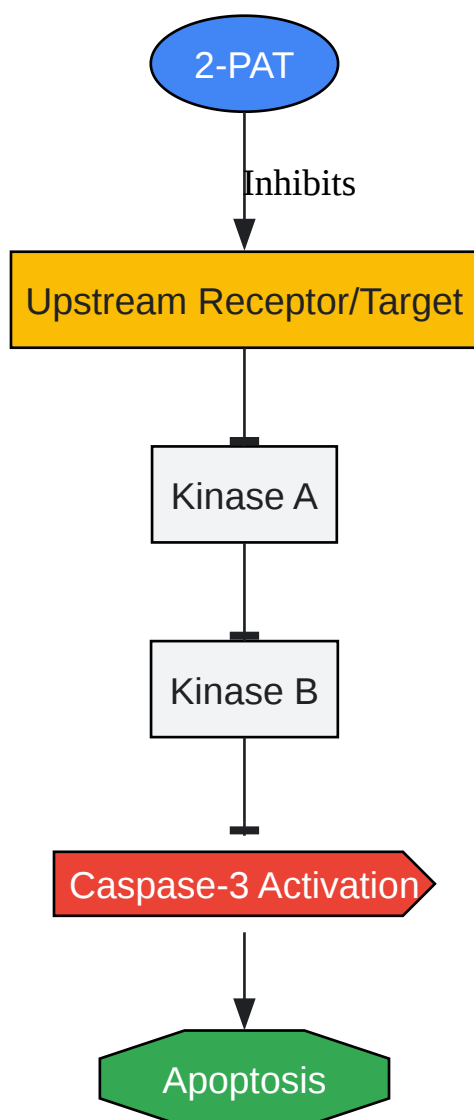 2-PAT
Inhibits
Upstream Receptor/Target
Kinase A
Kinase B
Caspase-3 Activation
Apoptosis